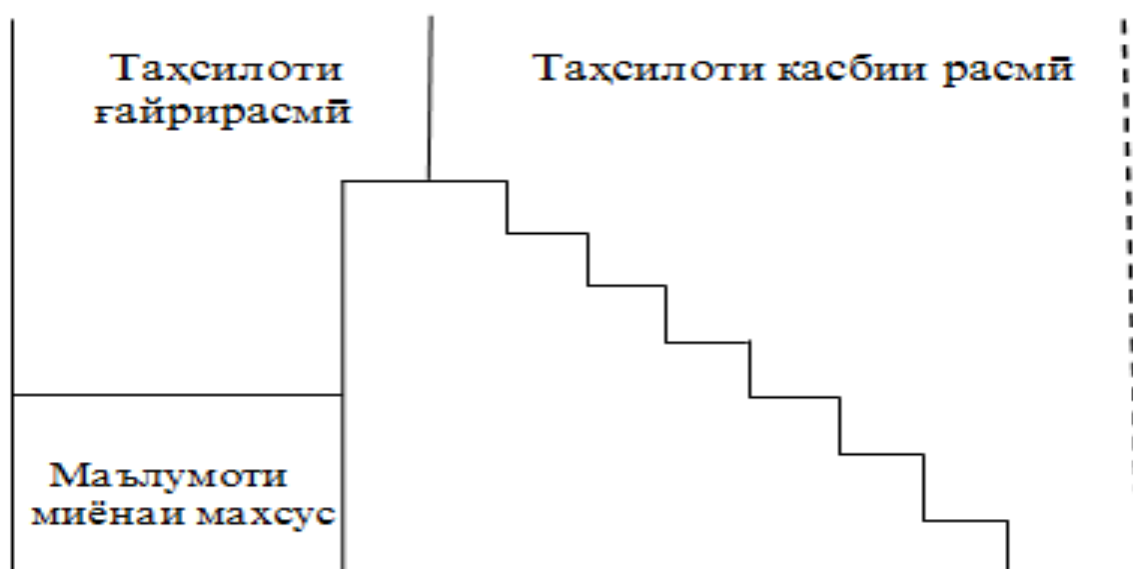 Таҳсилоти
ғайрирасмӣ
Таҳсилоти касбии расмӣ
Маълумоти
миёнаи махсус